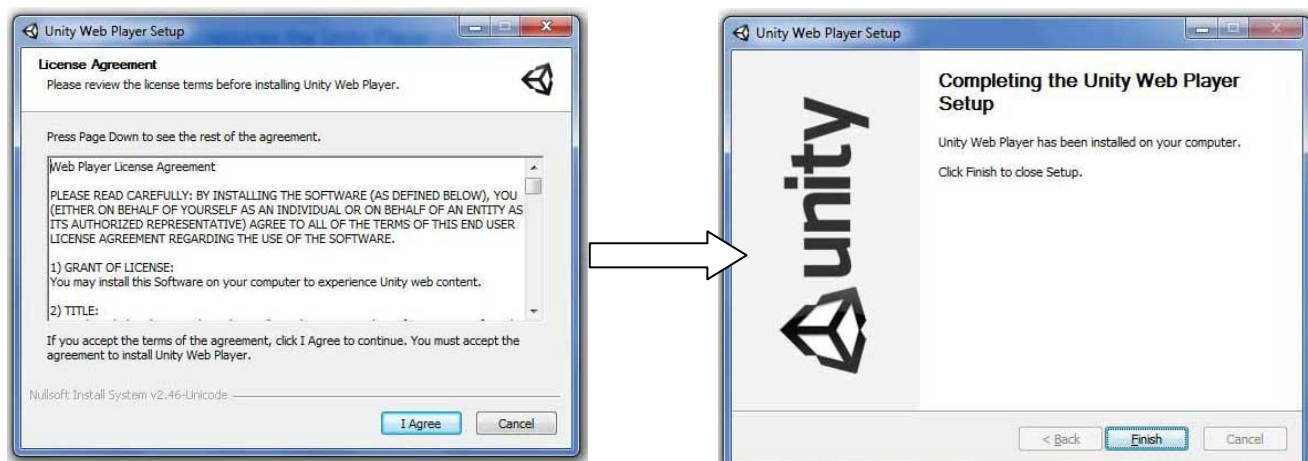 Unity Web Player Setup
License Agreement
Please review the license terms before installing Unity Web Player.
Press Page Down to see the rest of the agreement.
Web Player License Agreement
PLEASE READ CAREFULLY: BY INSTALLING THE SOFTWARE (AS DEFINED BELOW), YOU
(EITHER ON BEHALF OF YOURSELF AS AN INDIVIDUAL OR ON BEHALF OF AN ENTITY AS
ITS AUTHORIZED REPRESENTATIVE) AGREE TO ALL OF THE TERMS OF THIS END USER
LICENSE AGREEMENT REGARDING THE USE OF THE SOFTWARE.
1) GRANT OF LICENSE:
You may install this Software on your computer to experience Unity web content.
2) TITLE:
If you accept the terms of the agreement, click I Agree to continue. You must accept the
agreement to install Unity Web Player.
Nullsoft Install System v2.46-Unicode
I Agree
Cancel
Unity Web Player Setup
unity
Completing the Unity Web Player
Setup
Unity Web Player has been installed on your computer.
Click Finish to close Setup.
< Back
Finish
Cancel